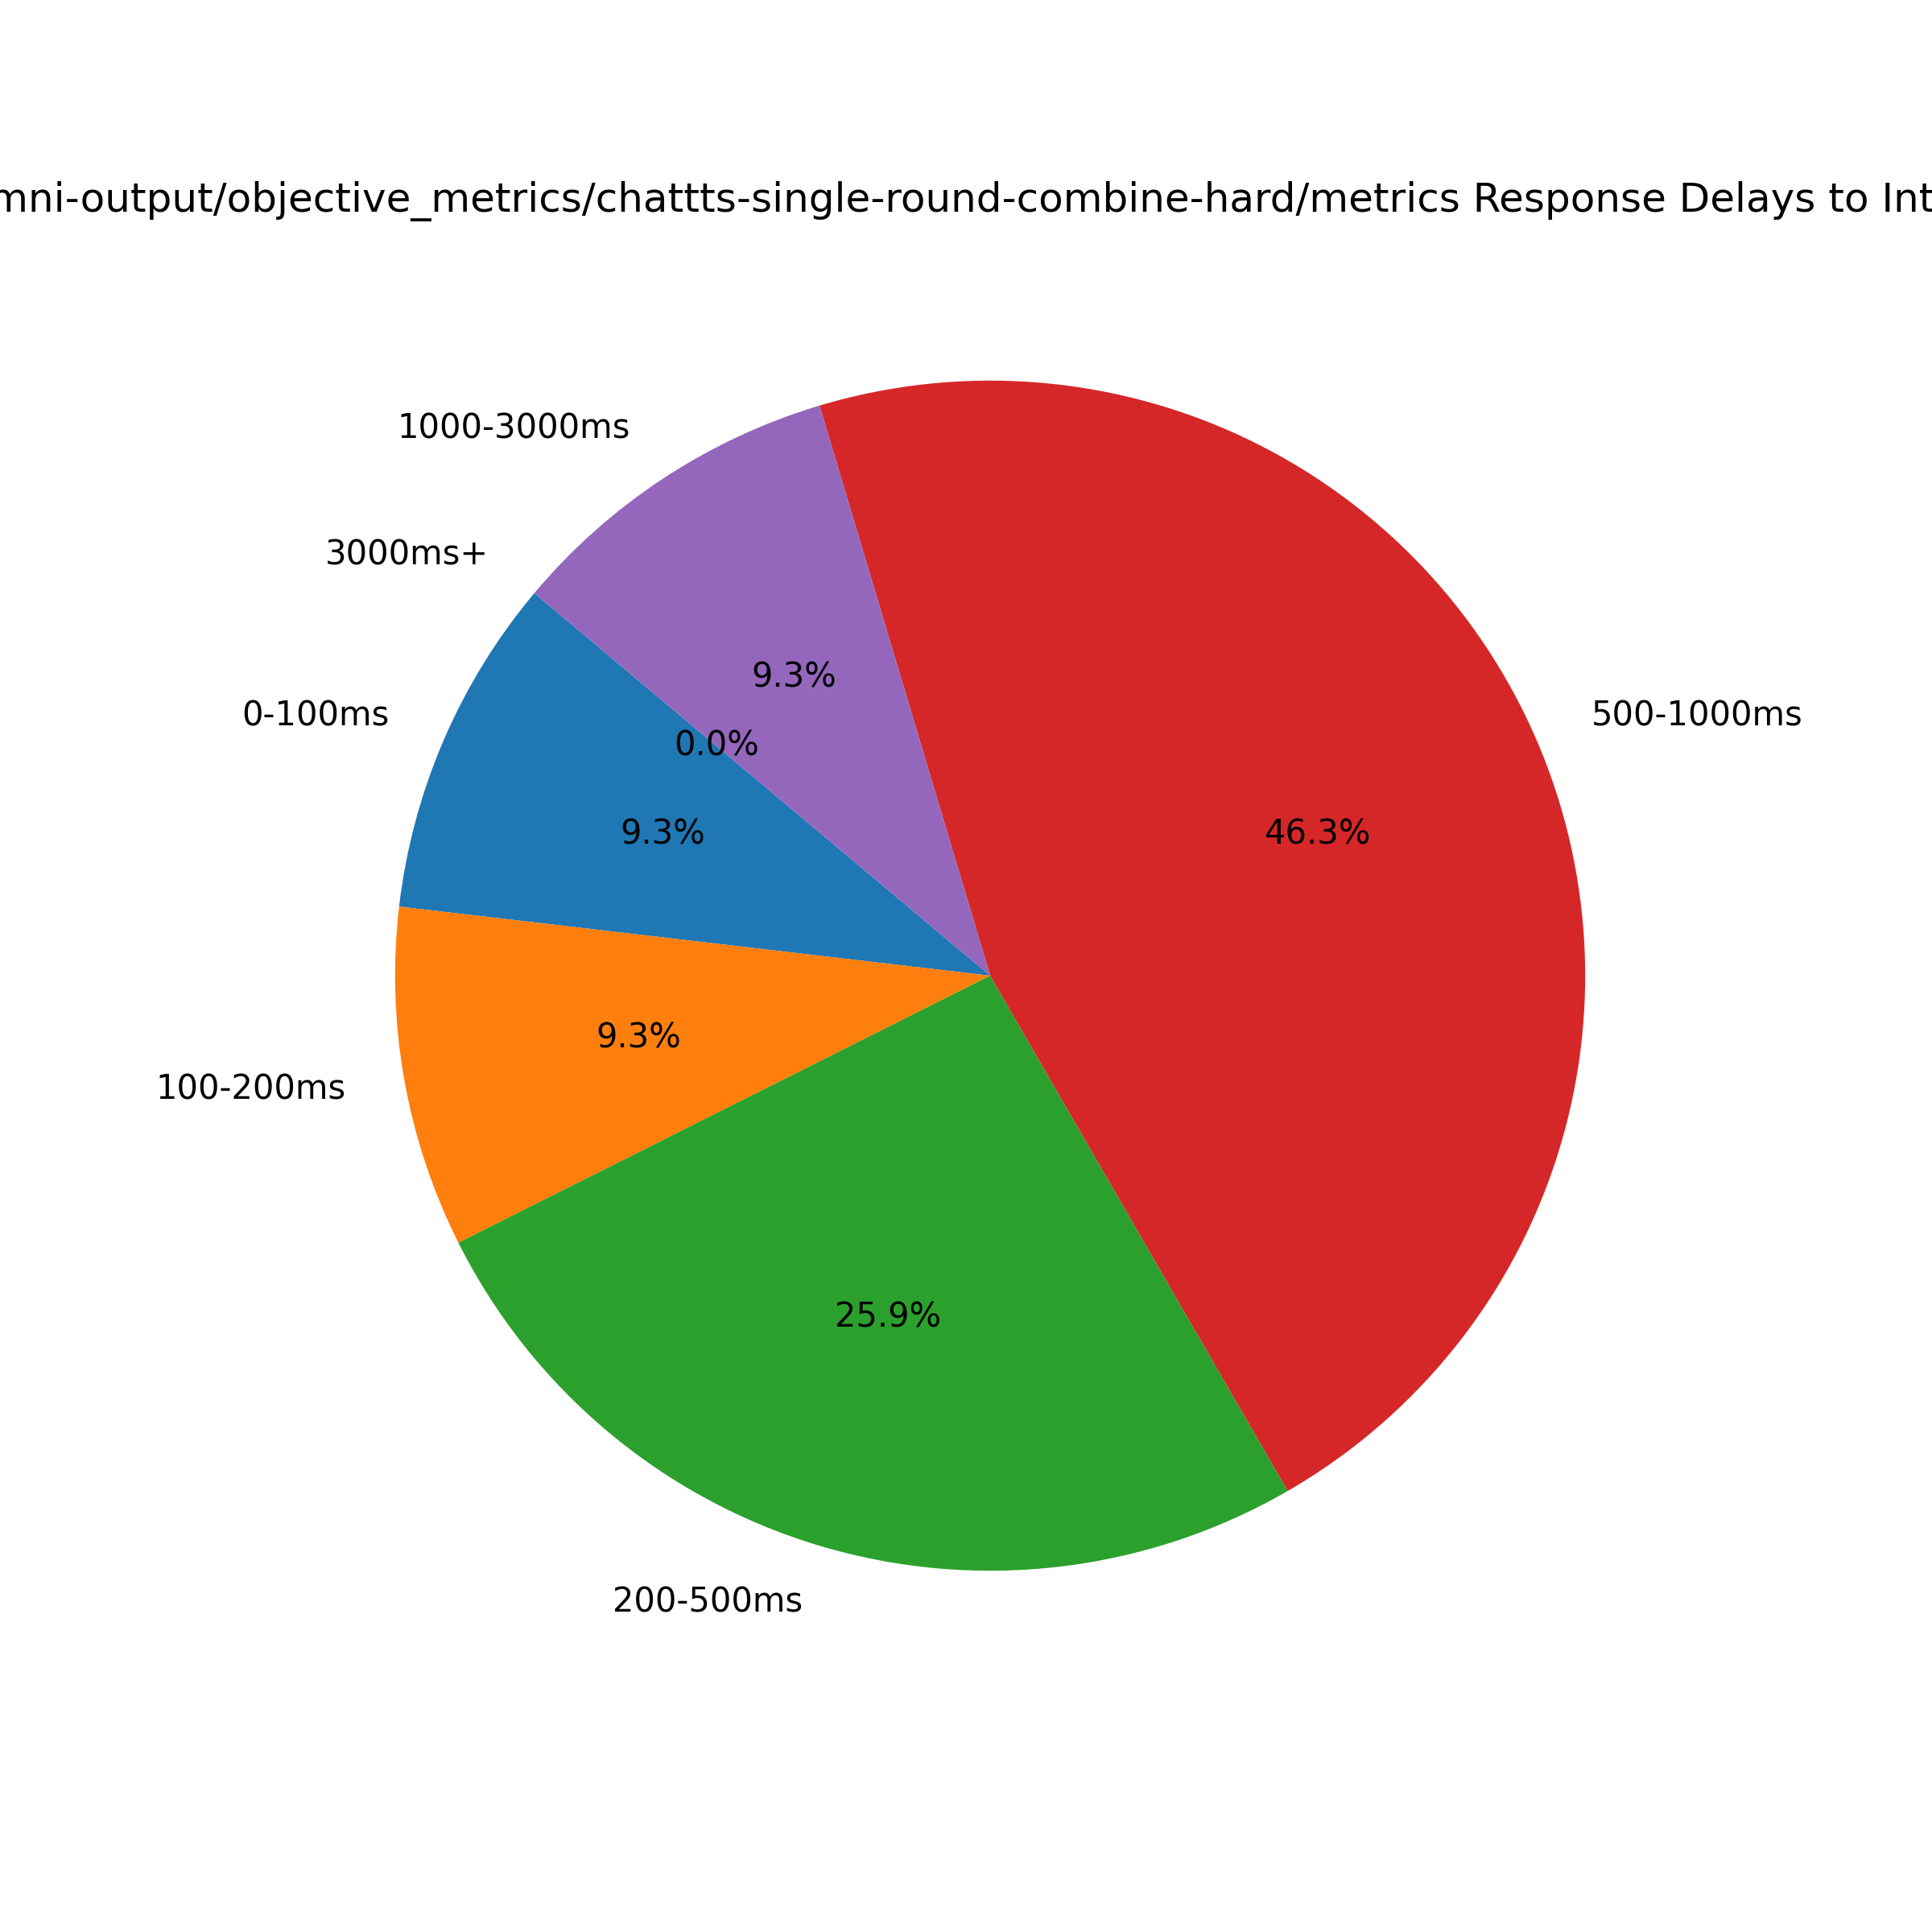 mni-output/objective_metrics/chattts-single-round-combine-hard/metrics Response Delays to Int
1000-3000ms
3000ms+
9.3%
0-100ms
500-1000ms
0.0%
9.3%
46.3%
9.3%
100-200ms
25.9%
200-500ms